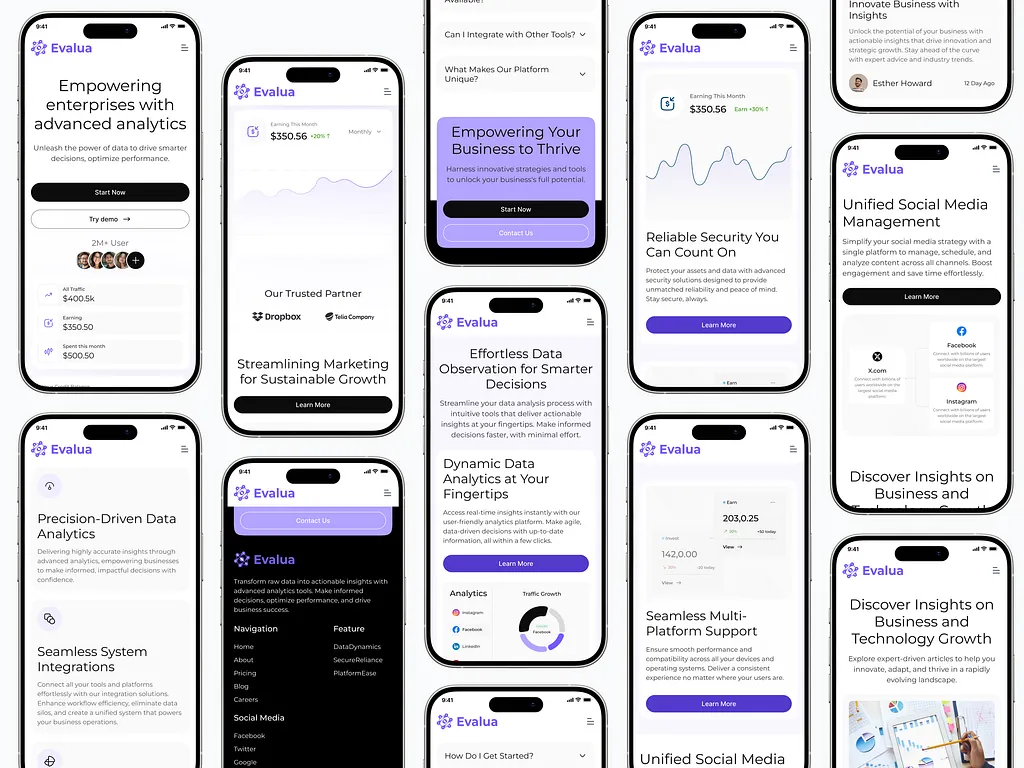 9:41
Evalua
Empowering
enterprises with
advanced analytics
Unleash the power of data to drive smarter
decisions, optimize performance.
Start Now
Try demo
2M+ User
All Traffic
$400.5k
Earning
$350.50
Spent this month
$500.50
9:41
Evalua
Precision-Driven Data
Analytics
Delivering highly accurate insights through
advanced analytics, empowering businesses
to make informed, impactful decisions with
confidence.
Seamless System
Integrations
Connect all your tools and platforms
effortlessly with our integration solutions.
Enhance workflow efficiency, eliminate data
silos, and create a unified system that powers
your business operations.
9:41
Evalua
Earning This Month
$350.56 +20%
Monthly
Our Trusted Partner
Dropbox
Telia Company
Streamlining Marketing
for Sustainable Growth
Learn More
9:41
Evalua
Contact Us
Evalua
Transform raw data into actionable insights with
advanced analytics tools. Make informed
decisions, optimize performance, and drive
business success.
Navigation Feature
Home DataDynamics
About SecureReliance
Pricing PlatformEase
Blog
Careers
Social Media
Facebook
Twitter
Google
Available?
Can I Integrate with Other Tools?
What Makes Our Platform
Unique?
Empowering Your
Business to Thrive
Harness innovative strategies and tools
to unlock your business's full potential.
Start Now
Contact Us
9:41
Evalua
Effortless Data
Observation for Smarter
Decisions
Streamline your data analysis process with
intuitive tools that deliver actionable
insights at your fingertips. Make informed
decisions faster, with minimal effort.
Dynamic Data
Analytics at Your
Fingertips
Access real-time insights instantly with our
user-friendly analytics platform. Make agile,
data-driven decisions with up-to-date
information, all within a few clicks.
Learn More
Analytics
Instagram
Facebook
LinkedIn
Traffic Growth
Facebook
9:41
Evalua
How Do I Get Started?
9:41
Evalua
Earning This Month
$350.56 Earn +30%
Reliable Security You
Can Count On
Protect your assets and data with advanced
security solutions designed to provide
unmatched reliability and peace of mind.
Stay secure, always.
Learn More
Earn
9:41
Evalua
Earn
203,0.25
20% +50 today
View
Invest
142,0.00
20% -20 today
View
Seamless Multi-
Platform Support
Ensure smooth performance and
compatibility across all your devices and
operating systems. Deliver a consistent
experience no matter where your users are.
Learn More
Unified Social Media
Innovate Business with
Insights
Unlock the potential of your business with
actionable insights that drive innovation and
strategic growth. Stay ahead of the curve
with expert advice and industry trends.
Esther Howard
12 Day Ago
9:41
Evalua
Unified Social Media
Management
Simplify your social media strategy with a
single platform to manage, schedule, and
analyze content across all channels. Boost
engagement and save time effortlessly.
Learn More
X.com
Connect with billions of users
worldwide on the
largest social media
platform.
Facebook
Connect with billions of users
worldwide on the largest
social media platform.
Instagram
Connect with billions of users
worldwide on the largest
social media platform.
Discover Insights on
Business and
Technology Growth
9:41
Evalua
Discover Insights on
Business and
Technology Growth
Explore expert-driven articles to help you
innovate, adapt, and thrive in a rapidly
evolving landscape.